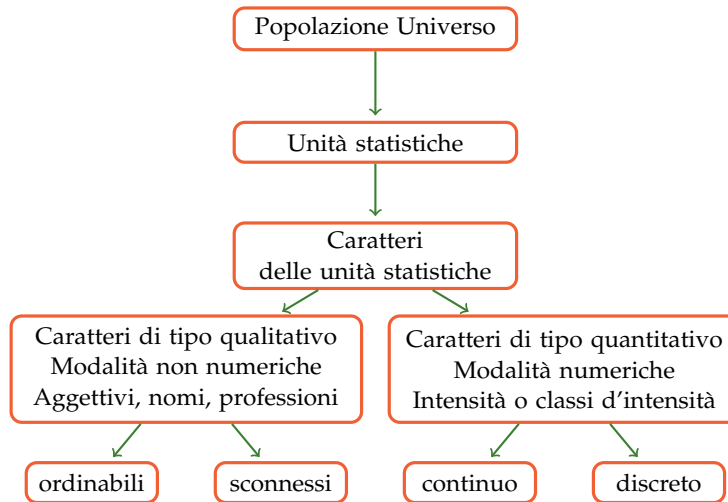 Popolazione Universo
Unità statistiche
Caratteri
delle unità statistiche
Caratteri di tipo qualitativo
Modalità non numeriche
Aggettivi, nomi, professioni
Caratteri di tipo quantitativo
Modalità numeriche
Intensità o classi d'intensità
ordinabili
sconnessi
continuo
discreto